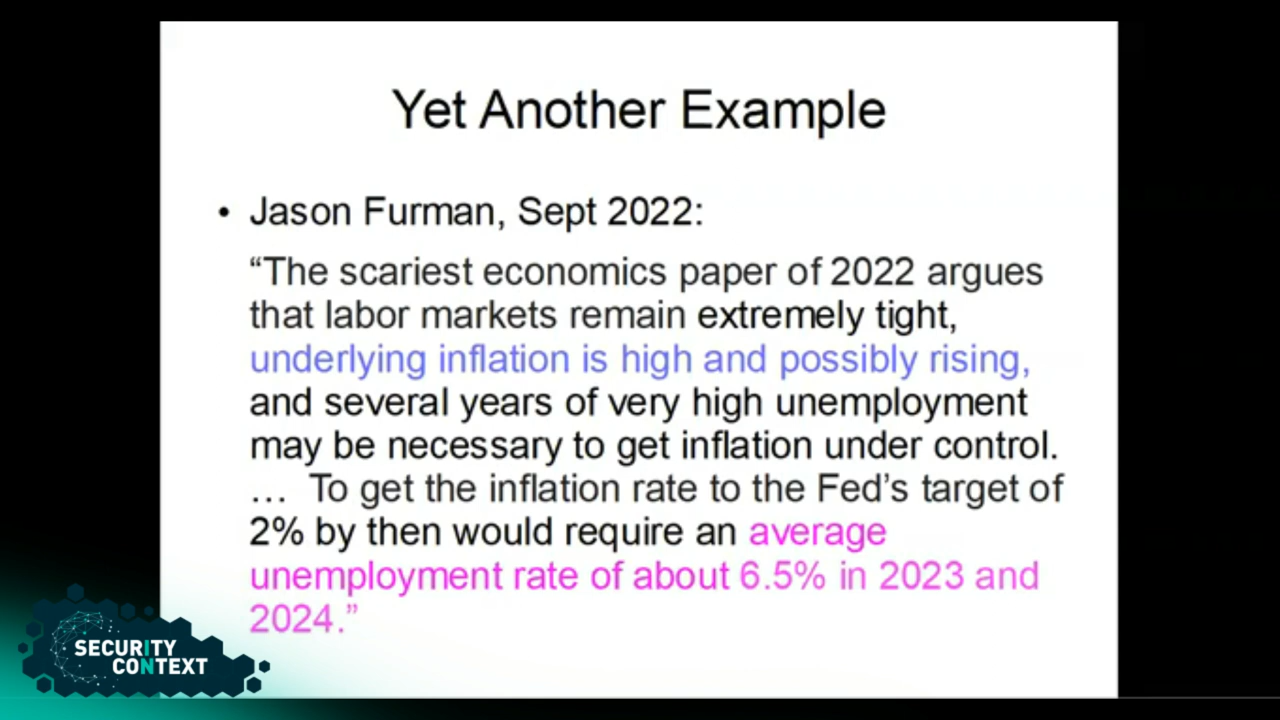 Yet Another Example
• Jason Furman, Sept 2022:
“The scariest economics paper of 2022 argues
that labor markets remain extremely tight,
underlying inflation is high and possibly rising,
and several years of very high unemployment
may be necessary to get inflation under control.
… To get the inflation rate to the Fed’s target of
2% by then would require an average
unemployment rate of about 6.5% in 2023 and
2024.”
SECURITY
CONTEXT